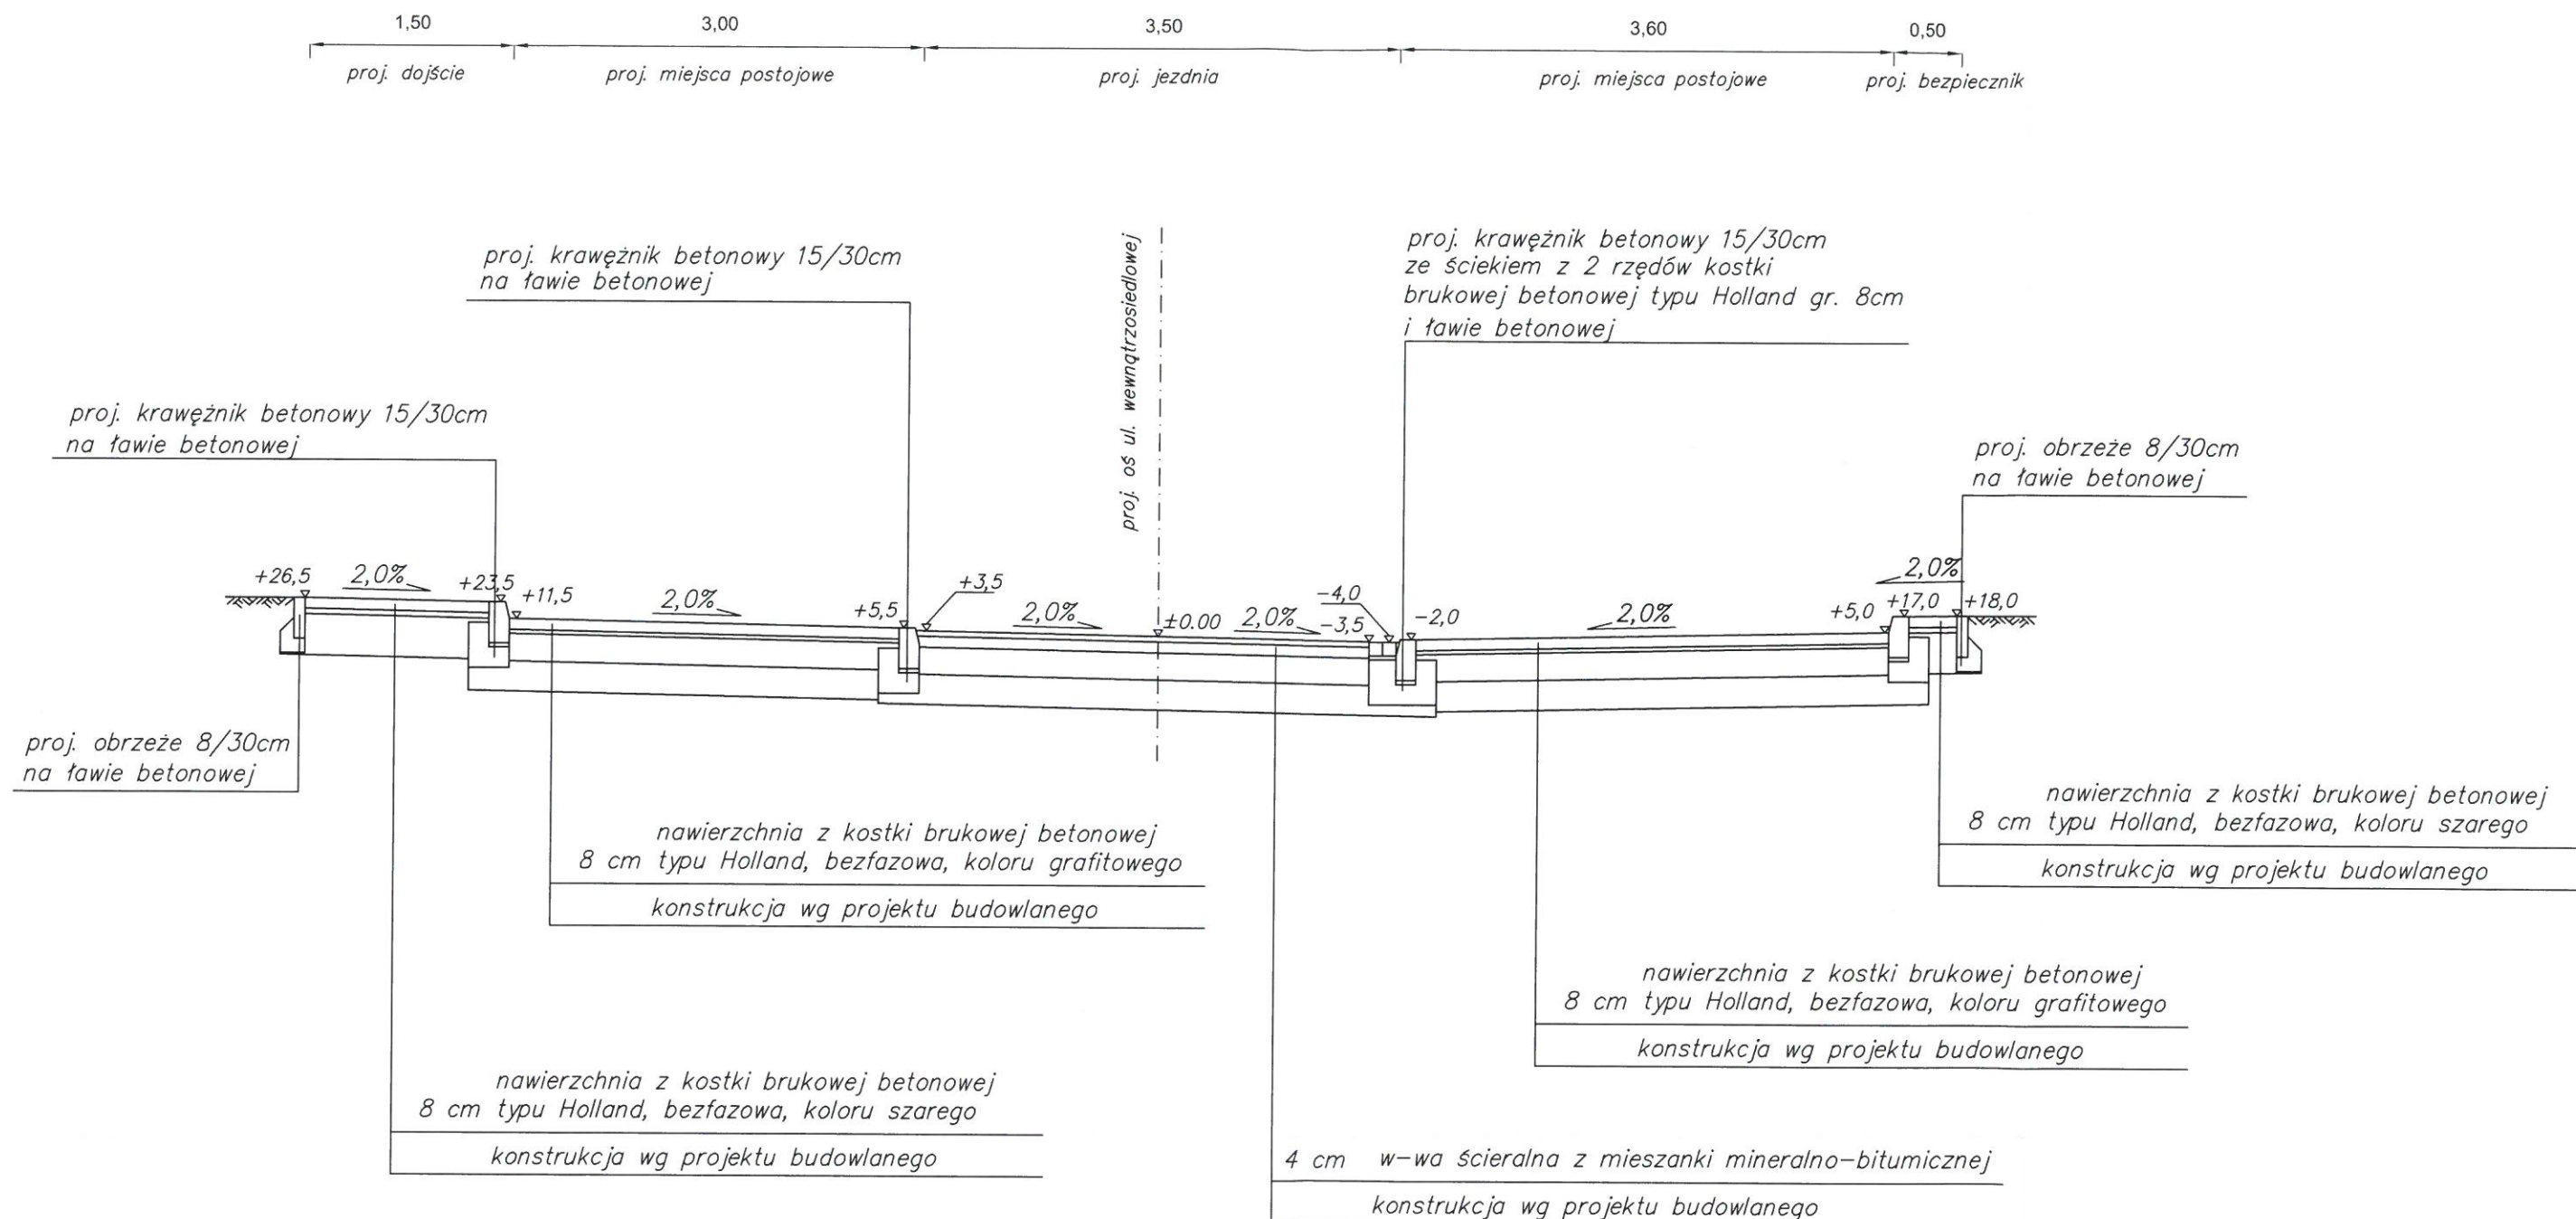 1,50
3,00
3,50
3,60
0,50
proj. dojście
proj. miejsca postojowe
proj. jezdnia
proj. miejsca postojowe
proj. bezpiecznik
proj. krawężnik betonowy 15/30cm
na ławie betonowej
proj. oś ul. wewnątrzosiedlowej
proj. krawężnik betonowy 15/30cm
ze ściekiem z 2 rzędów kostki
brukowej betonowej typu Holland gr. 8cm
i ławie betonowej
proj. krawężnik betonowy 15/30cm
na ławie betonowej
proj. obrzeże 8/30cm
na ławie betonowej
+26,5
2,0%
+23,5
+11,5
2,0%
+5,5
+3,5
2,0%
±0.00
2,0%
-4,0
-3,5
-2,0
2,0%
+5,0
+17,0
2,0%
+18,0
proj. obrzeże 8/30cm
na ławie betonowej
nawierzchnia z kostki brukowej betonowej
8 cm typu Holland, bezfazowa, koloru grafitowego
konstrukcja wg projektu budowlanego
nawierzchnia z kostki brukowej betonowej
8 cm typu Holland, bezfazowa, koloru szarego
konstrukcja wg projektu budowlanego
nawierzchnia z kostki brukowej betonowej
8 cm typu Holland, bezfazowa, koloru grafitowego
konstrukcja wg projektu budowlanego
nawierzchnia z kostki brukowej betonowej
8 cm typu Holland, bezfazowa, koloru szarego
konstrukcja wg projektu budowlanego
4 cm w-wa ścieralna z mieszanki mineralno-bitumicznej
konstrukcja wg projektu budowlanego